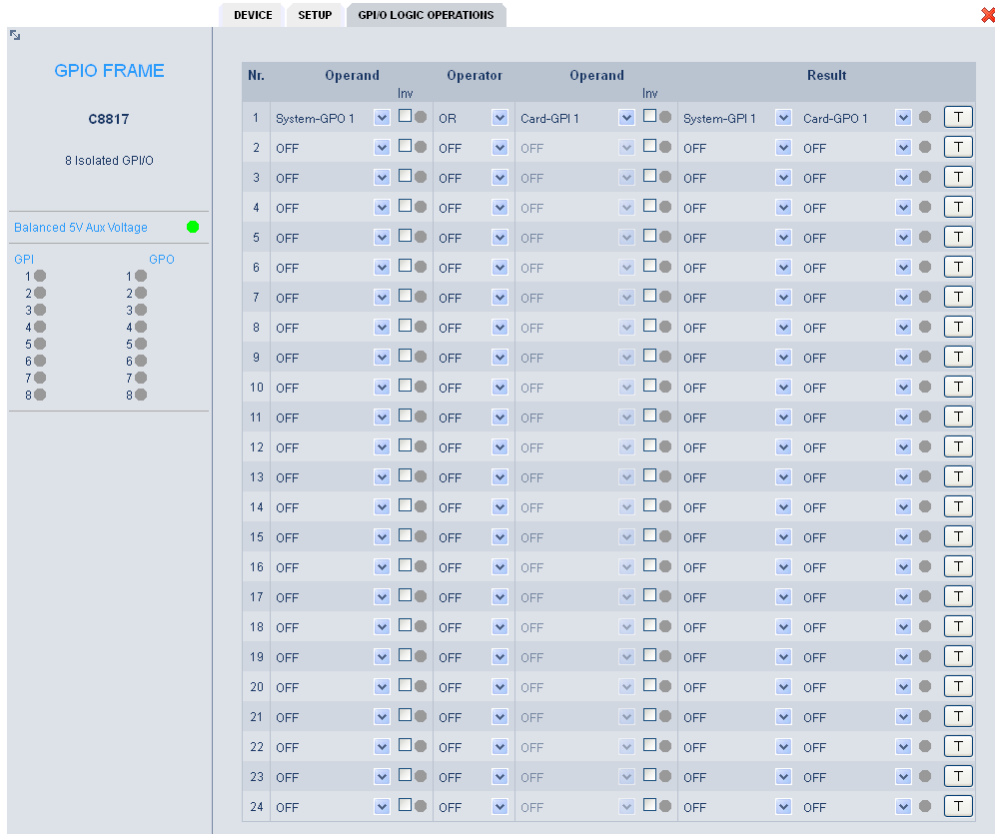 DEVICE SETUP GPI/O LOGIC OPERATIONS
GPIO FRAME
C8817
8 Isolated GPI/O
Balanced 5V Aux Voltage
GPI GPO
1 1
2 2
3 3
4 4
5 5
6 6
7 7
8 8
Nr. Operand Operator Operand Result
Inv Inv
1 System-GPO 1 OR Card-GPI 1 System-GPI 1 Card-GPO 1 T
2 OFF OFF OFF OFF OFF T
3 OFF OFF OFF OFF OFF T
4 OFF OFF OFF OFF OFF T
5 OFF OFF OFF OFF OFF T
6 OFF OFF OFF OFF OFF T
7 OFF OFF OFF OFF OFF T
8 OFF OFF OFF OFF OFF T
9 OFF OFF OFF OFF OFF T
10 OFF OFF OFF OFF OFF T
11 OFF OFF OFF OFF OFF T
12 OFF OFF OFF OFF OFF T
13 OFF OFF OFF OFF OFF T
14 OFF OFF OFF OFF OFF T
15 OFF OFF OFF OFF OFF T
16 OFF OFF OFF OFF OFF T
17 OFF OFF OFF OFF OFF T
18 OFF OFF OFF OFF OFF T
19 OFF OFF OFF OFF OFF T
20 OFF OFF OFF OFF OFF T
21 OFF OFF OFF OFF OFF T
22 OFF OFF OFF OFF OFF T
23 OFF OFF OFF OFF OFF T
24 OFF OFF OFF OFF OFF T